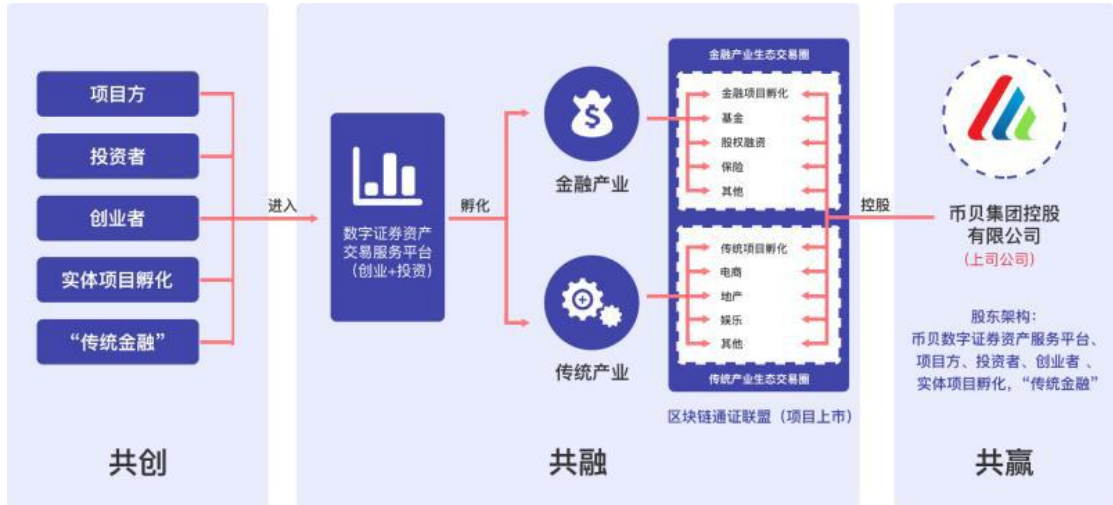 项目方
投资者
创业者
实体项目孵化
“传统金融”
共创
进入
数字证券资产
交易服务平台
（创业+投资）
孵化
金融产业
传统产业
金融产业生态交易圈
金融项目孵化
基金
股权融资
保险
其他
传统项目孵化
电商
地产
娱乐
其他
传统产业生态交易圈
区块链通证联盟（项目上市）
共融
控股
币贝集团控股
有限公司
（上司公司）
股东架构：
币贝数字证券资产服务平台、
项目方、投资者、创业者 、
实体项目孵化，“传统金融”
共赢